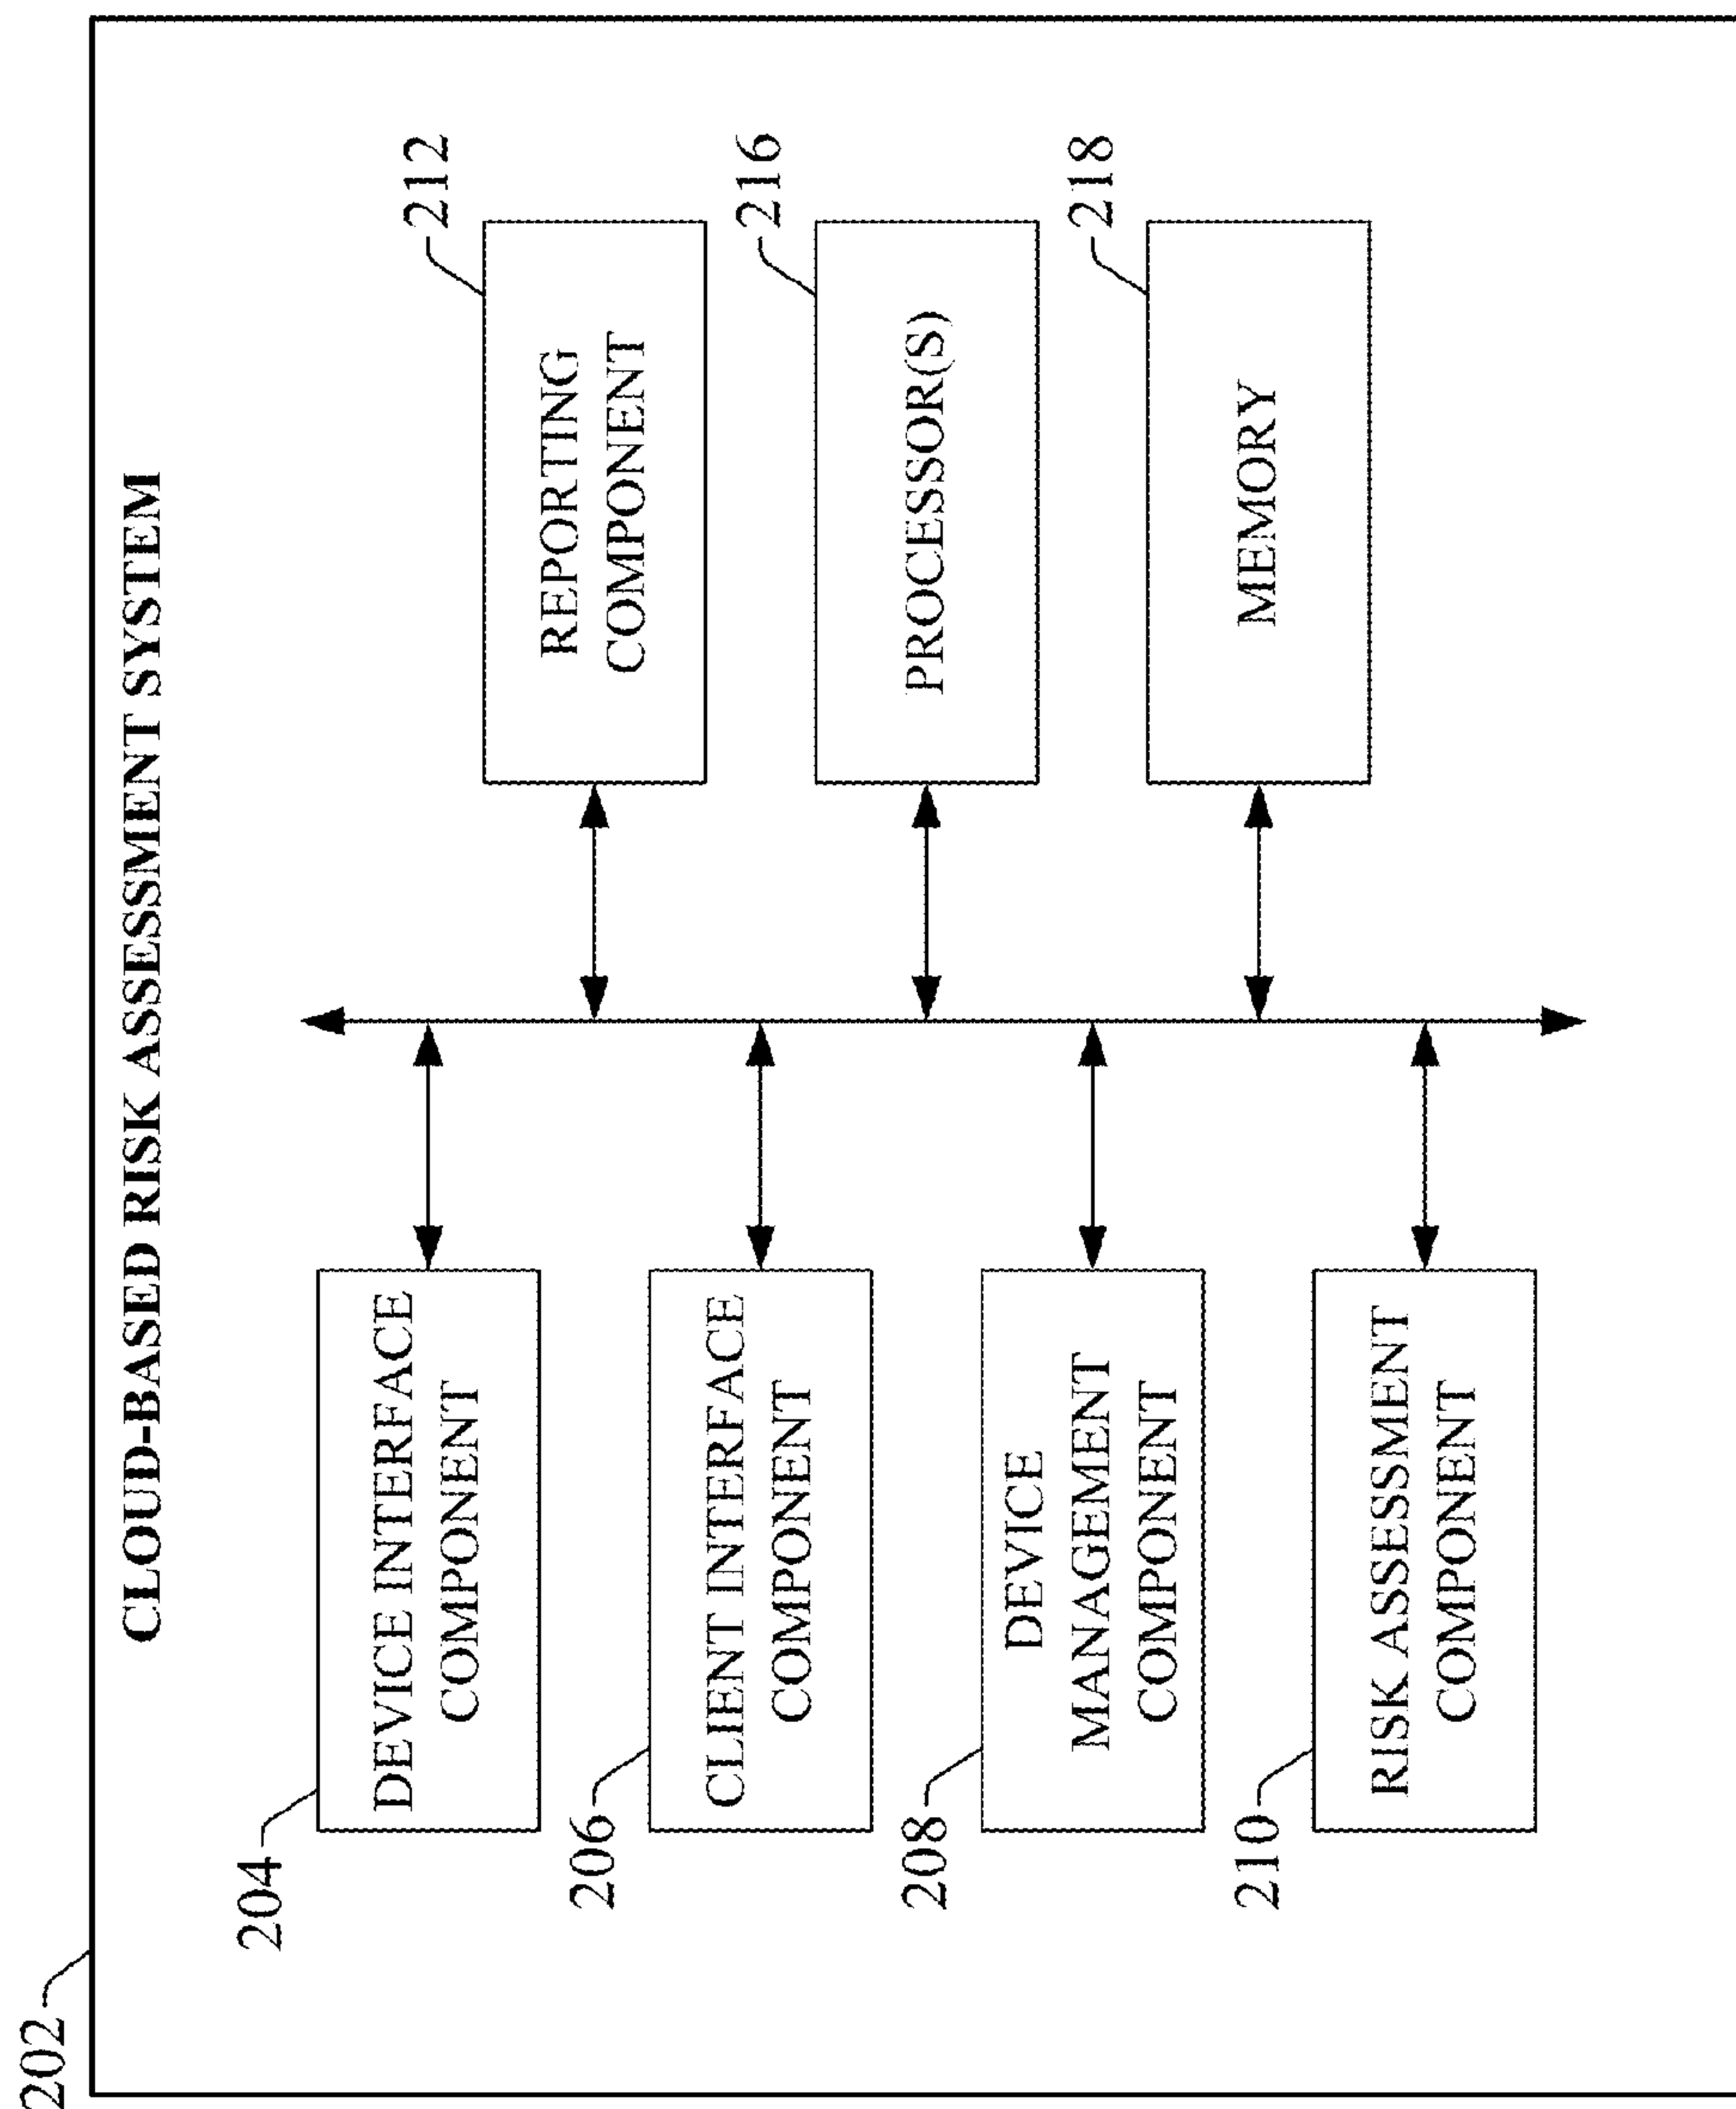 202
CLOUD-BASED RISK ASSESSMENT SYSTEM
204
DEVICE INTERFACE
COMPONENT
206
CLIENT INTERFACE
COMPONENT
208
DEVICE
MANAGEMENT
COMPONENT
210
RISK ASSESSMENT
COMPONENT
212
REPORTING
COMPONENT
216
PROCESSOR(S)
218
MEMORY